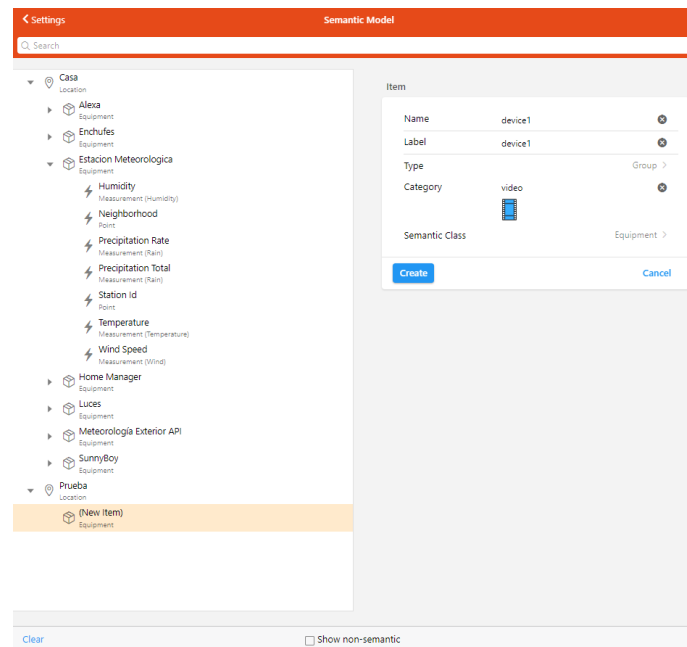 Settings
Semantic Model
Search
Casa
Location
Alexa
Equipment
Enchufes
Equipment
Estacion Meteorologica
Equipment
Humidity
Measurement (Humidity)
Neighborhood
Point
Precipitation Rate
Measurement (Rain)
Precipitation Total
Measurement (Rain)
Station Id
Point
Temperature
Measurement (Temperature)
Wind Speed
Measurement (Wind)
Home Manager
Equipment
Luces
Equipment
Meteorología Exterior API
Equipment
SunnyBoy
Equipment
Prueba
Location
(New Item)
Equipment
Item
Name device1
Label device1
Type Group
Category video
Semantic Class Equipment
Create Cancel
Clear
Show non-semantic